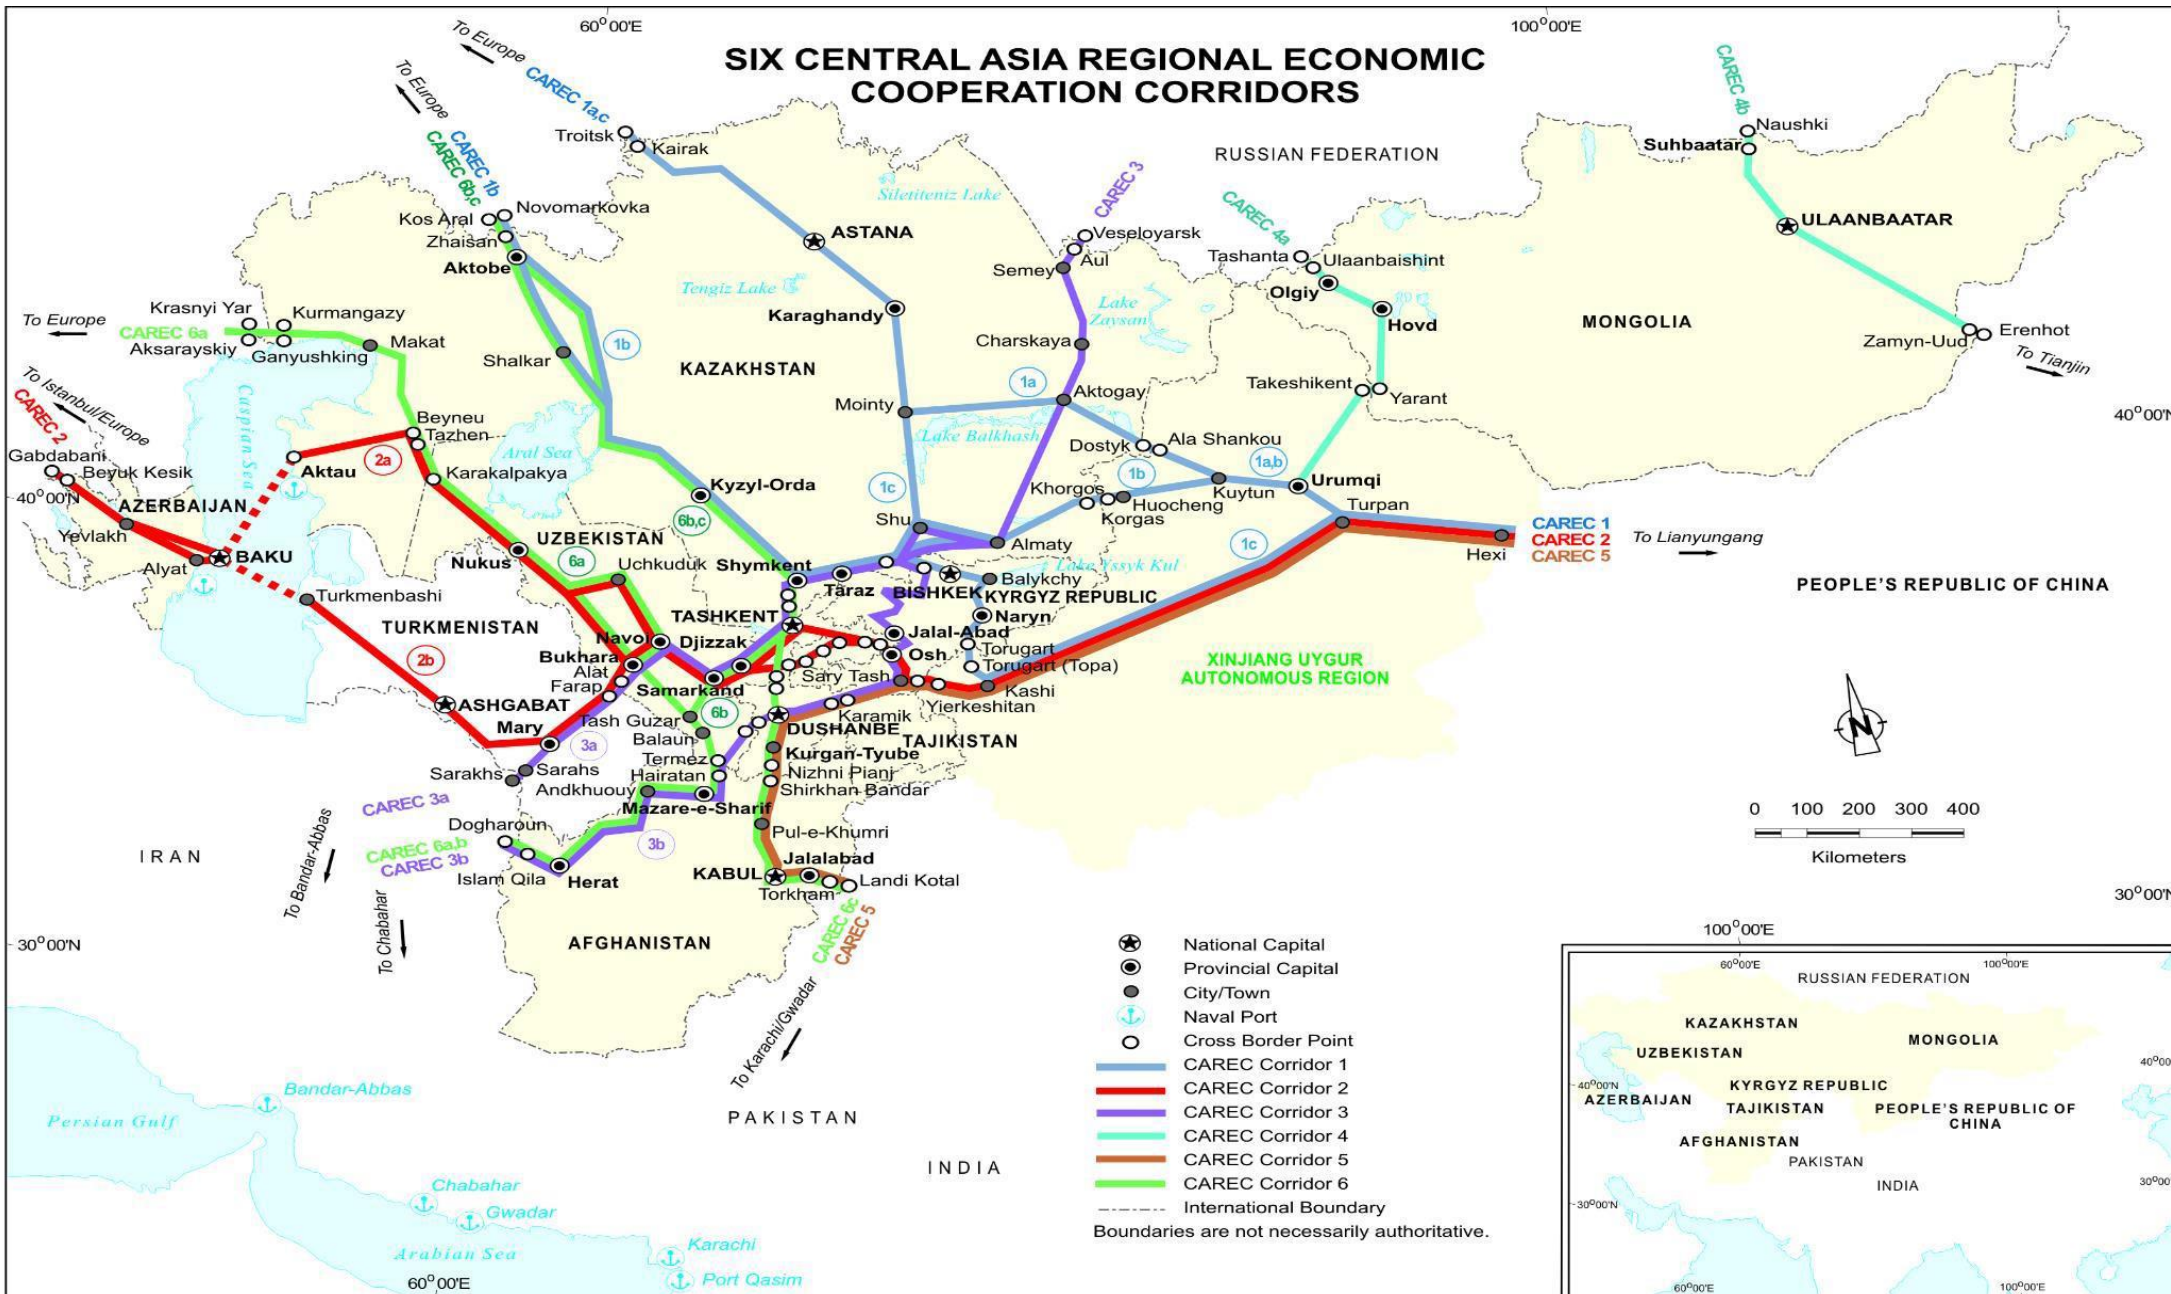 60°00'E
100°00'E
SIX CENTRAL ASIA REGIONAL ECONOMIC
COOPERATION CORRIDORS
To Europe
CAREC 1a,c
To Europe
CAREC 1b
CAREC 6b,c
Troitsk
Kairak
RUSSIAN FEDERATION
CAREC 4b
Naushki
Suhbaatar
Siletiteniz Lake
CAREC 3
CAREC 4a
Novomarkovka
Kos Aral
Zhaisan
Aktobe
ASTANA
Veseloyarsk
Aul
Semey
Tashanta
Ulaanbaishint
Olgiy
ULAANBAATAR
Tengiz Lake
Lake
Zaysan
Krasnyi Yar
Kurmangazy
To Europe
CAREC 6a
Aksarayskiy
Ganyushking
Makat
Karaghandy
Hovd
MONGOLIA
Erenhot
Zamyn-Uud
To Tianjin
Shalkar
1b
KAZAKHSTAN
Charskaya
1a
Aktogay
Takeshikent
Yarant
To Istanbul/Europe
CAREC 2
Caspian Sea
Beyneu
Tazhen
Mointy
Lake Balkhash
40°00'N
Gabdabani
Beyuk Kesik
40°00'N
Aktau
2a
Karakalpakya
Aral Sea
Dostyk
Ala Shankou
1b
1a,b
Kyzyl-Orda
1c
Khorgos
Korgas
Huocheng
Kuytun
Urumqi
AZERBAIJAN
Yevlakh
6b,c
Shu
Almaty
Turpan
CAREC 1
CAREC 2
CAREC 5
To Lianyungang
Hexi
1c
BAKU
Alyat
UZBEKISTAN
Nukus
6a
Uchkuduk
Shymkent
Taraz
BISHKEK
Balykchy
Lake Yssyk Kul
KYRGYZ REPUBLIC
PEOPLE'S REPUBLIC OF CHINA
Turkmenbashi
TURKMENISTAN
TASHKENT
Naryn
Navoi
Djizzak
Jalal-Abad
Torugart
Bukhara
Osh
Torugart (Topa)
2b
Alat
Farap
Samarkand
Sary Tash
Kashi
XINJIANG UYGUR
AUTONOMOUS REGION
ASHGABAT
Mary
Tash Guzar
6b
Karamik
Yierkeshitan
N
3a
Balaun
DUSHANBE
TAJIKISTAN
Termez
Kurgan-Tyube
Sarakhs
Sarahs
Hairatan
Nizhni Pianj
Andkhuouy
Shirkhan Bandar
CAREC 3a
Mazare-e-Sharif
0 100 200 300 400
Kilometers
Dogharoun
Pul-e-Khumri
IRAN
CAREC 6a,b
CAREC 3b
3b
Islam Qila
Herat
Jalalabad
KABUL
Torkham
Landi Kotal
To Bandar-Abbas
To Chabahar
CAREC 6c
CAREC 5
30°00'N
30°00'N
AFGHANISTAN
To Karachi/Gwadar
National Capital
Provincial Capital
City/Town
Naval Port
Cross Border Point
CAREC Corridor 1
CAREC Corridor 2
CAREC Corridor 3
CAREC Corridor 4
CAREC Corridor 5
CAREC Corridor 6
International Boundary
Boundaries are not necessarily authoritative.
Bandar-Abbas
Persian Gulf
PAKISTAN
INDIA
Chabahar
Gwadar
Arabian Sea
Karachi
Port Qasim
60°00'E
100°00'E
60°00'E
100°00'E
RUSSIAN FEDERATION
KAZAKHSTAN
MONGOLIA
UZBEKISTAN
40°00
KYRGYZ REPUBLIC
40°00'N
AZERBAIJAN
TAJIKISTAN
PEOPLE'S REPUBLIC OF
CHINA
AFGHANISTAN
PAKISTAN
INDIA
30°00
30°00'N
60°00'E
100°00'E